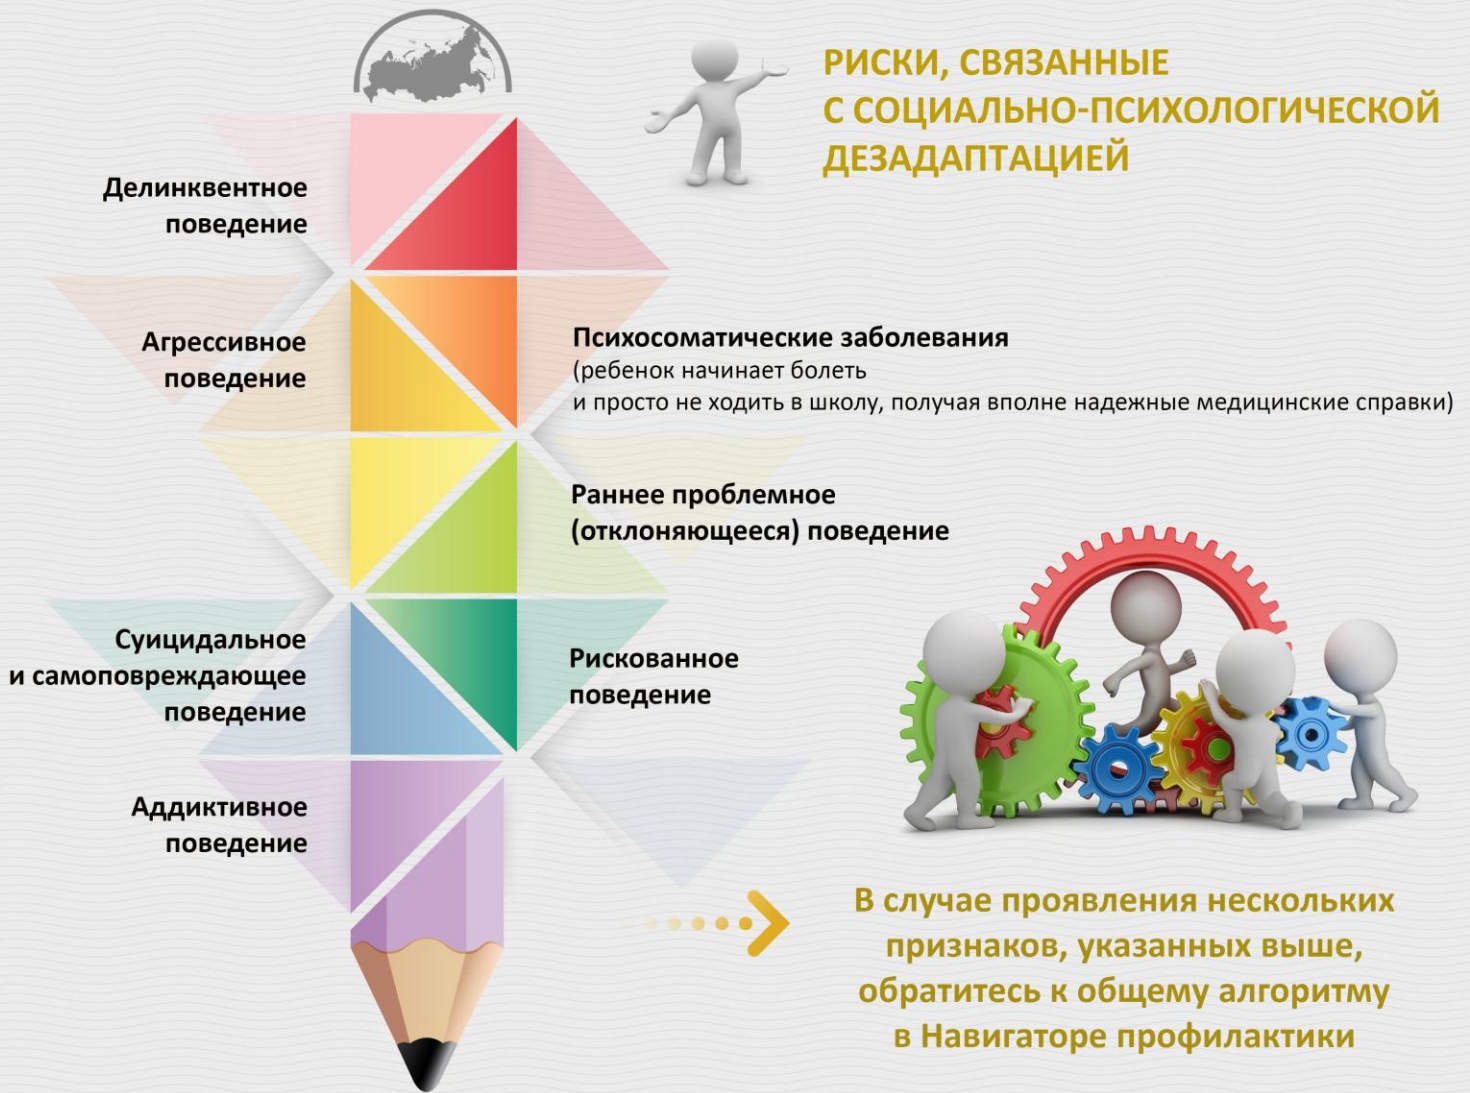 РИСКИ, СВЯЗАННЫЕ
С СОЦИАЛЬНО-ПСИХОЛОГИЧЕСКОЙ
ДЕЗАДАПТАЦИЕЙ
Делинквентное
поведение
Агрессивное
поведение
Психосоматические заболевания
(ребенок начинает болеть
и просто не ходить в школу, получая вполне надежные медицинские справки)
Раннее проблемное
(отклоняющееся) поведение
Суицидальное
и самоповреждающее
поведение
Рискованное
поведение
Аддиктивное
поведение
В случае проявления нескольких
признаков, указанных выше,
обратитесь к общему алгоритму
в Навигаторе профилактики